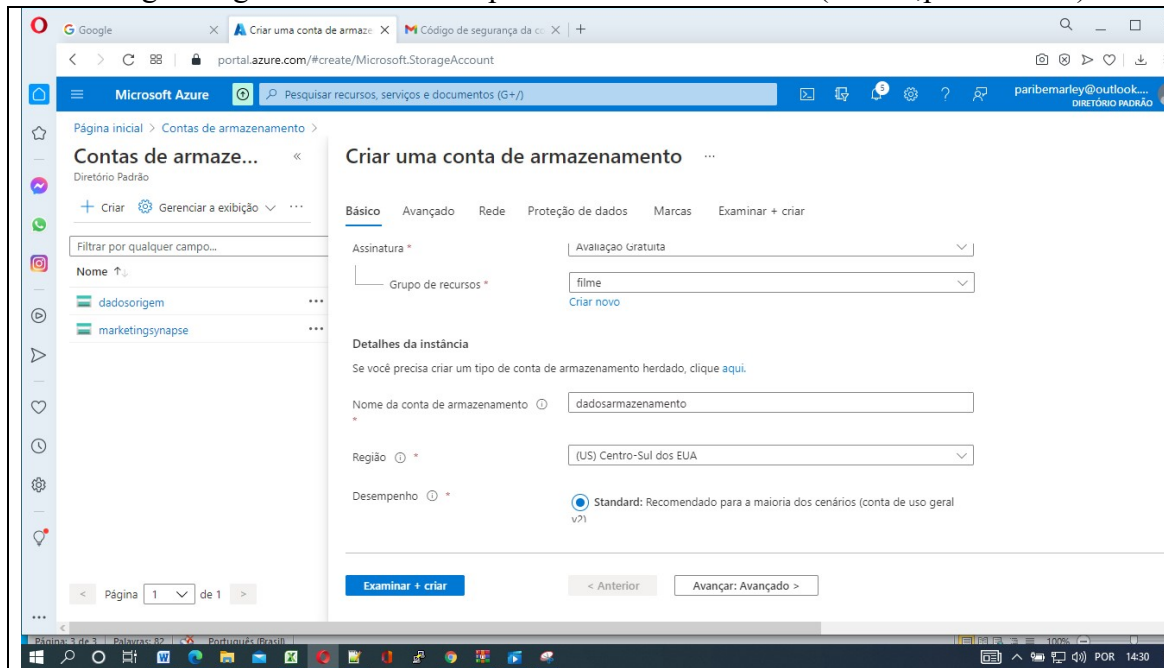 Google
Criar uma conta de armaze
Código de segurança da co
portal.azure.com/#create/Microsoft.StorageAccount
Microsoft Azure
Pesquisar recursos, serviços e documentos (G+/)
5
paribemarley@outlook....
DIRETÓRIO PADRÃO
Página inicial > Contas de armazenamento >
Contas de armaze... «
Diretório Padrão
+ Criar Gerenciar a exibição ...
Filtrar por qualquer campo...
Nome ↑↓
dadosorigem ...
marketingsynapse ...
< Página 1 de 1 >
Criar uma conta de armazenamento ...
Básico Avançado Rede Proteção de dados Marcas Examinar + criar
Assinatura * Avaliação Gratuita
Grupo de recursos * filme
Criar novo
Detalhes da instância
Se você precisa criar um tipo de conta de armazenamento herdado, clique aqui.
Nome da conta de armazenamento * dadosarmazenamento
Região * (US) Centro-Sul dos EUA
Desempenho * Standard: Recomendado para a maioria dos cenários (conta de uso geral
v2)
Examinar + criar < Anterior Avançar: Avançado >
Página: 3 de 3 Palavras: 82 Português (Brasil) 100%
POR 14:30